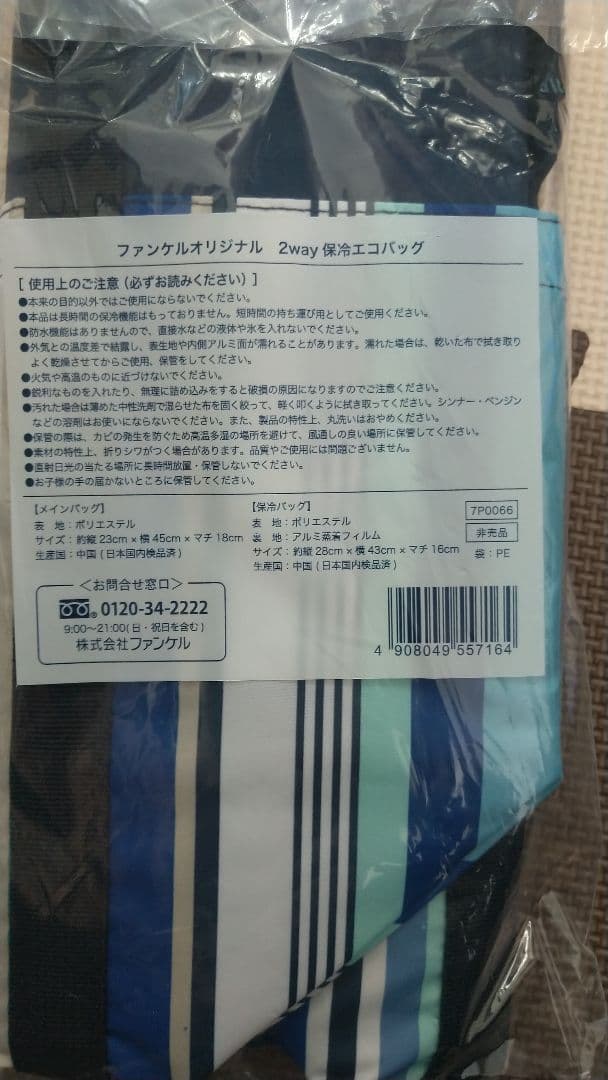 ファンケルオリジナル 2way 保冷エコバッグ
[ 使用上のご注意 (必ずお読みください) ]
●本来の目的以外ではご使用にならないでください。
●本品は長時間の保冷機能はもっておりません。短時間の持ち運び用としてご使用ください。
●防水機能はありませんので、直接水などの液体や氷を入れないでください。
●外気との温度差で結露し、表生地や内側アルミ面が濡れることがあります。濡れた場合は、乾いた布で拭き取り
よく乾燥させてからご使用、保管をしてください。
●火気や高温のものに近づけないでください。
●鋭利なものを入れたり、無理に詰め込みをすると破損の原因になりますのでご注意ください。
●汚れた場合は薄めた中性洗剤で湿らせた布を固く絞って、軽く叩くように拭き取ってください。シンナー・ベンジン
などの溶剤はお使いにならないでください。また、製品の特性上、丸洗いはおやめください。
●保管の際は、カビの発生を防ぐため高温多湿の場所を避けて、風通しの良い場所に保管してください。
●素材の特性上、折りシワがつく場合があります。品質やご使用には問題ございません。
●直射日光の当たる場所に長時間放置・保管しないでください。
●お子様の手の届かないところに保管してください。
【メインバッグ】
表 地：ポリエステル
サイズ：約縦 23cm × 横 45cm × マチ 18cm
生産国：中国 (日本国内検品済)
【保冷バッグ】
表 地：ポリエステル
裏 地：アルミ蒸着フィルム
サイズ：約縦 28cm × 横 43cm × マチ 16cm
生産国：中国 (日本国内検品済)
7P0066
非売品
袋：PE
＜お問合せ窓口＞
0120-34-2222
9:00〜21:00 (日・祝日を含む)
株式会社ファンケル
4 908049 557164